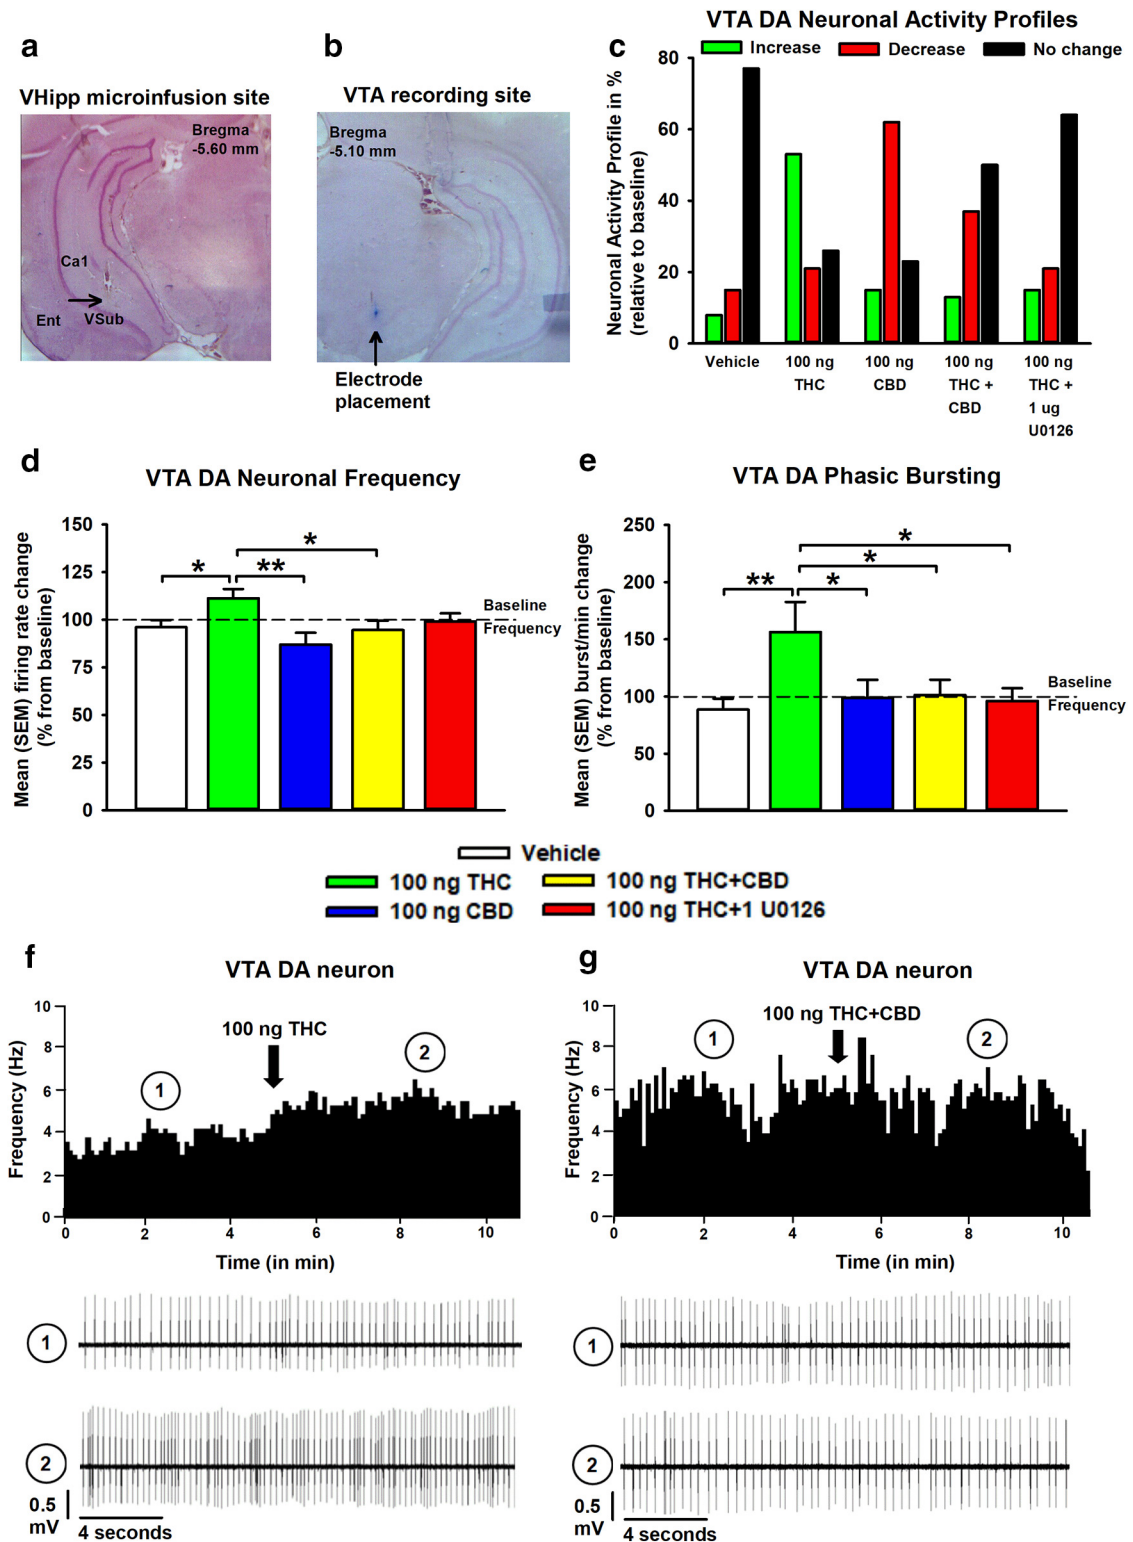 a
VHipp microinfusion site
Bregma
-5.60 mm
Ca1
Ent
VSub
b
VTA recording site
Bregma
-5.10 mm
Electrode
placement
c
VTA DA Neuronal Activity Profiles
Increase
Decrease
No change
Neuronal Activity Profile in %
(relative to baseline)
80
60
40
20
0
Vehicle
100 ng
THC
100 ng
CBD
100 ng
THC +
CBD
100 ng
THC +
1 ug
U0126
d
VTA DA Neuronal Frequency
Mean (SEM) firing rate change
(% from baseline)
150
125
100
75
50
25
0
*
**
*
Baseline
Frequency
e
VTA DA Phasic Bursting
Mean (SEM) burst/min change
(% from baseline)
250
200
150
100
50
0
**
*
*
*
Baseline
Frequency
Vehicle
100 ng THC
100 ng THC+CBD
100 ng CBD
100 ng THC+1 U0126
f
VTA DA neuron
100 ng THC
1
2
Frequency (Hz)
10
8
6
4
2
0
0 2 4 6 8 10
Time (in min)
1
2
0.5
mV
4 seconds
g
VTA DA neuron
100 ng THC+CBD
1
2
Frequency (Hz)
10
8
6
4
2
0
0 2 4 6 8 10
Time (in min)
1
2
0.5
mV
4 seconds